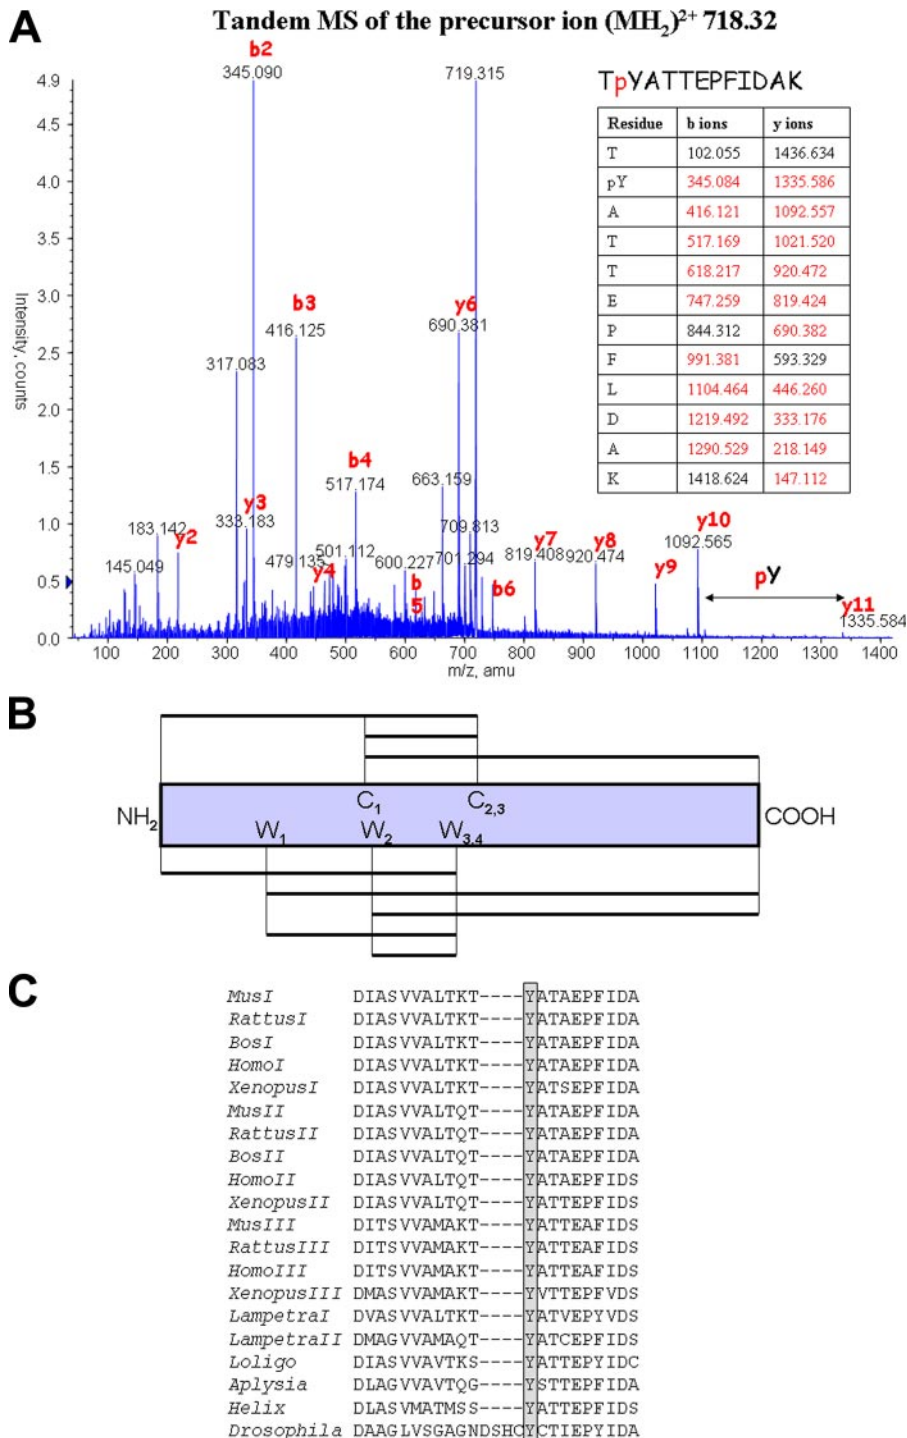 A
Tandem MS of the precursor ion (MH2)2+ 718.32
b2
345.090
719.315
4.9
4.5
4.0
3.5
3.0
2.5
2.0
1.5
1.0
0.5
0.0
Intensity, counts
b3
416.125
y6
690.381
317.083
b4
517.174
663.159
y3
333.183
183.142
y2
145.049
479.135
y4
501.112
600.227
b
5
709.813
701.294
b6
y7
819.408
y8
920.474
y9
y10
1092.565
pY
y11
1335.584
100 200 300 400 500 600 700 800 900 1000 1100 1200 1300 1400
m/z, amu
TpYATTEPFIDAK
Residue b ions y ions
T 102.055 1436.634
pY 345.084 1335.586
A 416.121 1092.557
T 517.169 1021.520
T 618.217 920.472
E 747.259 819.424
P 844.312 690.382
F 991.381 593.329
L 1104.464 446.260
D 1219.492 333.176
A 1290.529 218.149
K 1418.624 147.112
B
NH2
C1 C2,3
W1 W2 W3,4
COOH
C
MusI DIASVVALTKT----YATAEPFIDA
RattusI DIASVVALTKT----YATAEPFIDA
BosI DIASVVALTKT----YATAEPFIDA
HomoI DIASVVALTKT----YATAEPFIDA
XenopusI DIASVVALTKT----YATSEPFIDA
MusII DIASVVALTQT----YATAEPFIDA
RattusII DIASVVALTQT----YATAEPFIDA
BosII DIASVVALTQT----YATAEPFIDA
HomoII DIASVVALTQT----YATAEPFIDS
XenopusII DIASVVALTQT----YATTEPFIDS
MusIII DITSVVAMAKT----YATTEAFIDS
RattusIII DITSVVAMAKT----YATTEAFIDS
HomoIII DITSVVAMAKT----YATTEAFIDS
XenopusIII DMASVVAMAKT----YVTTEPFVDS
LampetraI DVASVVALTKT----YATVEPYVDS
LampetraII DMAGVVAMAQT----YATCEPFIDS
Loligo DIASVVAVTKS----YATTEPYIDC
Aplysia DLAGVVAVTQG----YSTTEPFIDA
Helix DLASVMATMSS----YATTEPFIDS
Drosophila DAAGLVSGAGNDSHCYCTIEPYIDA